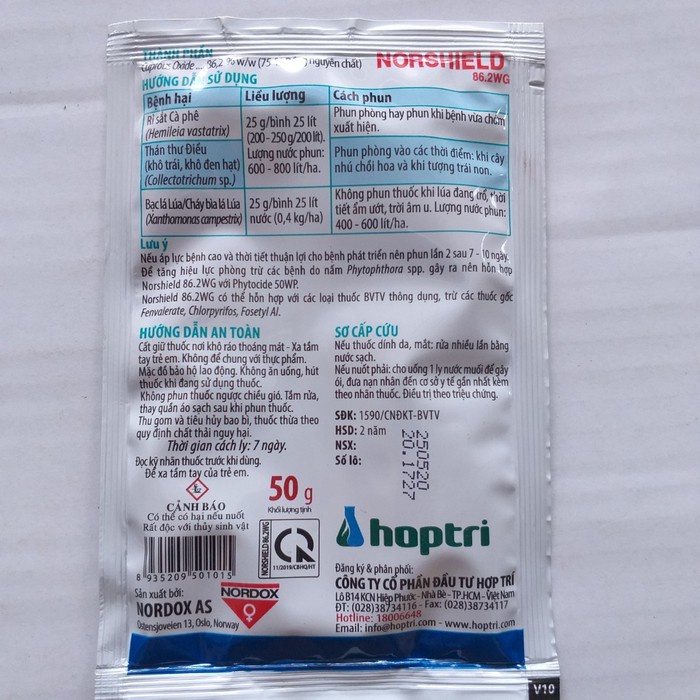 THÀNH PHẦN
Cuprous Oxide.... 86,2 % w/w (75 nguyên chất)
NORSHIELD
86.2WG
HƯỚNG DẪN SỬ DỤNG
Bệnh hại Liều lượng Cách phun
Rỉ sắt Cà phê
(Hemileia vastatrix)
25 g/bình 25 lít
(200 - 250 g/200 lít).
Lượng nước phun:
600 - 800 lít/ha.
Phun phòng hay phun khi bệnh vừa chớm
xuất hiện.
Thán thư Điều
(khô trái, khô đen hạt)
(Collectotrichum sp.)
Phun phòng vào các thời điểm: khi cây
nhú chồi hoa và khi tượng trái non.
Bạc lá Lúa/Cháy bìa lá Lúa
(Xanthomonas campestrix)
25 g/bình 25 lít
nước (0,4 kg/ha)
Không phun thuốc khi lúa đang trổ, thời
tiết ẩm ướt, trời âm u. Lượng nước phun:
400 - 600 lít/ha.
Lưu ý
Nếu áp lực bệnh cao và thời tiết thuận lợi cho bệnh phát triển nên phun lần 2 sau 7 - 10 ngày.
Để tăng hiệu lực phòng trừ các bệnh do nấm Phytophthora spp. gây ra nên hỗn hợp
Norshield 86.2WG với Phytocide 50WP.
Norshield 86.2WG có thể hỗn hợp với các loại thuốc BVTV thông dụng, trừ các thuốc gốc
Fenvalerate, Chlorpyrifos, Fosetyl Al.
HƯỚNG DẪN AN TOÀN
Cất giữ thuốc nơi khô ráo thoáng mát - Xa tầm
tay trẻ em. Không để chung với thực phẩm.
Mặc đồ bảo hộ lao động. Không ăn uống, hút
thuốc khi đang sử dụng thuốc.
Không phun thuốc ngược chiều gió. Tắm rửa,
thay quần áo sạch sau khi phun thuốc.
Thu gom và tiêu hủy bao bì, thuốc thừa theo
quy định chất thải nguy hại.
Thời gian cách ly: 7 ngày.
Đọc kỹ nhãn thuốc trước khi dùng.
Để xa tầm tay của trẻ em.
SƠ CẤP CỨU
Nếu thuốc dính da, mắt: rửa nhiều lần bằng
nước sạch.
Nếu nuốt phải: cho uống 1 ly nước muối để gây
ói, đưa nạn nhân đến cơ sở y tế gần nhất kèm
theo nhãn thuốc. Điều trị theo triệu chứng.
SĐK: 1590/CNĐKT-BVTV
HSD: 2 năm
NSX:
Số lô:
250520
20.1727
CẢNH BÁO
Có thể có hại nếu nuốt
Rất độc với thủy sinh vật
50 g
Khối lượng tịnh
8 935209 501015
NORSHIELD 86.2WG
11/2019/CBHQ/HT
hoptri
Sản xuất bởi:
NORDOX AS
Østensjoveien 13, Oslo, Norway
NORDOX
Đăng ký & phân phối:
CÔNG TY CỔ PHẦN ĐẦU TƯ HỢP TRÍ
Lô B14 KCN Hiệp Phước - Nhà Bè - TP.HCM - Việt Nam
ĐT: (028)38734116 - Fax: (028)38734117
Hotline: 18006648
Email: info@hoptri.com - www.hoptri.com
V10